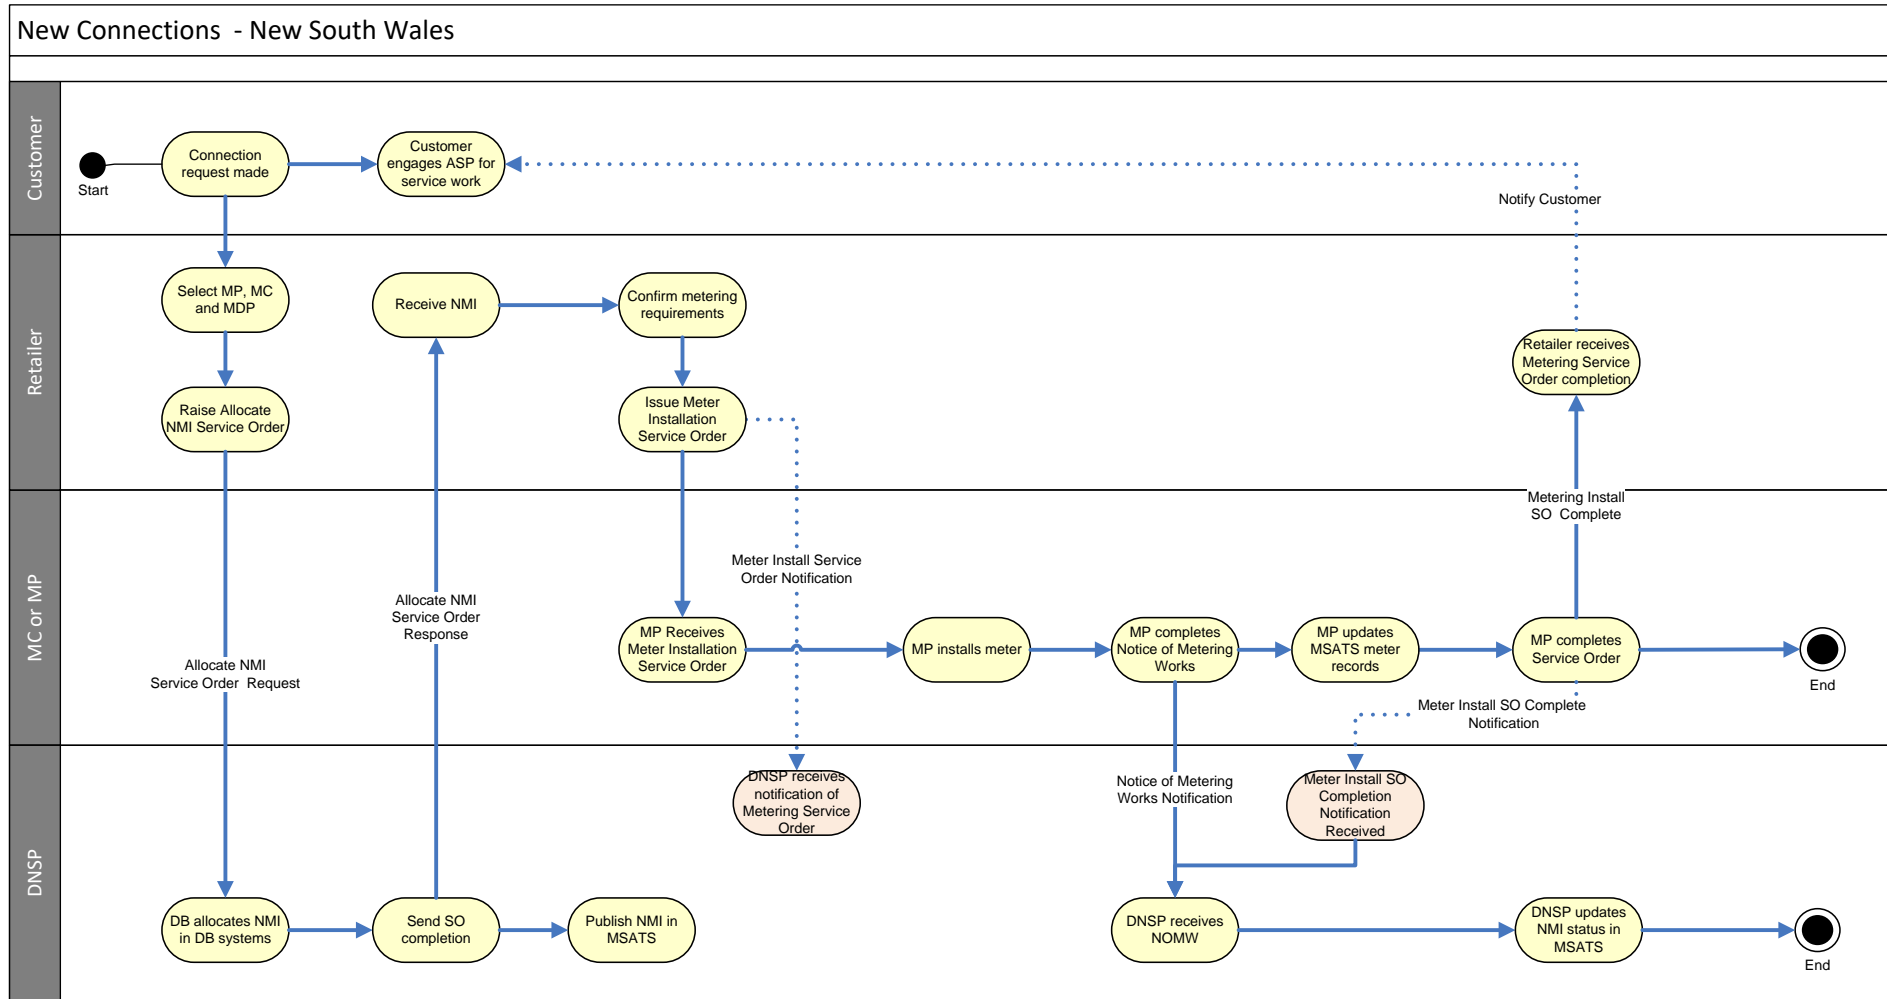 New Connections  - New South Wales
Customer
Start
Connection
request made
Customer
engages ASP for
service work
Notify Customer
Retailer
Select MP, MC
and MDP
Receive NMI
Confirm metering
requirements
Retailer receives
Metering Service
Order completion
Raise Allocate
NMI Service Order
Issue Meter
Installation
Service Order
MC or MP
Metering Install
SO  Complete
Meter Install Service
Order Notification
Allocate NMI
Service Order
Response
Allocate NMI
Service Order  Request
MP Receives
Meter Installation
Service Order
MP installs meter
MP completes
Notice of Metering
Works
MP updates
MSATS meter
records
MP completes
Service Order
End
Meter Install SO Complete
Notification
DNSP
DNSP receives
notification of
Metering Service
Order
Notice of Metering
Works Notification
Meter Install SO
Completion
Notification
Received
DB allocates NMI
in DB systems
Send SO
completion
Publish NMI in
MSATS
DNSP receives
NOMW
DNSP updates
NMI status in
MSATS
End